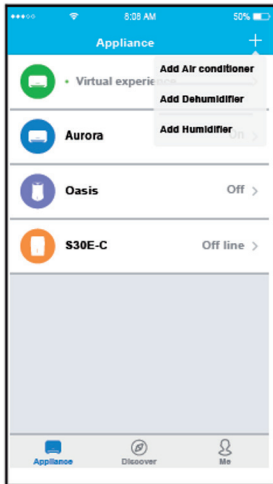 6:08 AM 50%
Appliance +
Add Air conditioner
Virtual experience
Add Dehumidifier
Aurora On
Add Humidifier
Oasis Off
S30E-C Off line
Appliance Discover Me